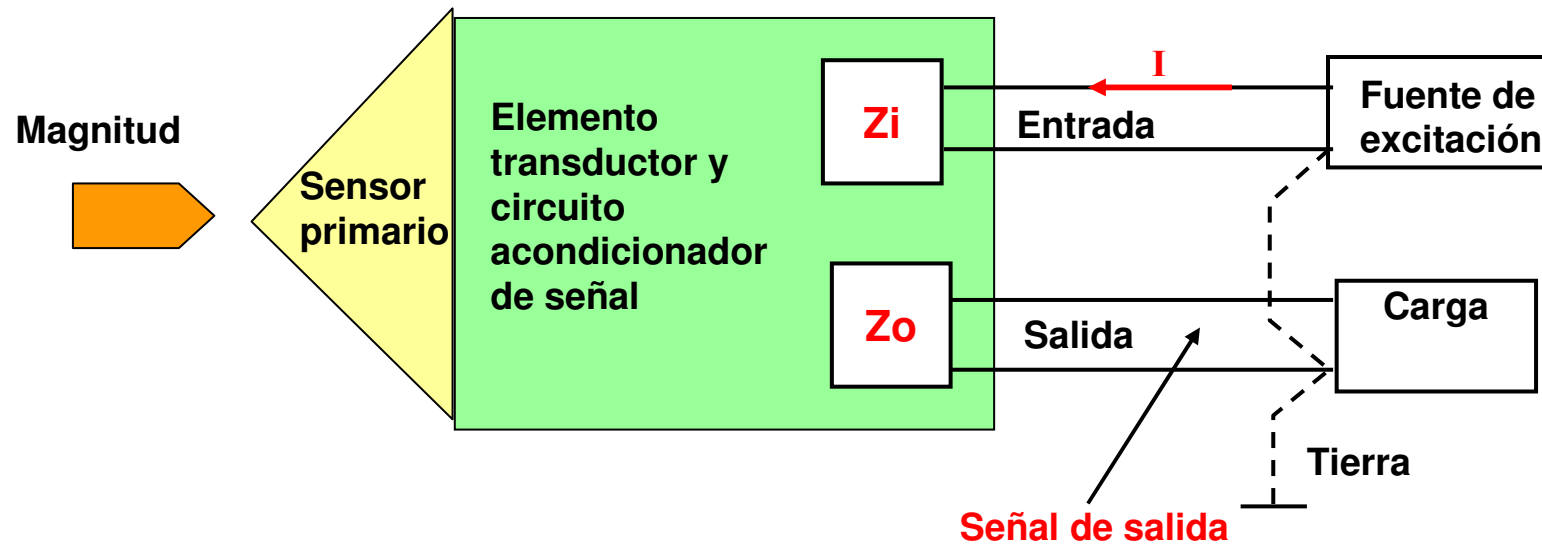 Magnitud
Sensor
primario
Elemento
transductor y
circuito
acondicionador
de señal
Zi
Zo
I
Entrada
Fuente de
excitación
Salida
Carga
Tierra
Señal de salida